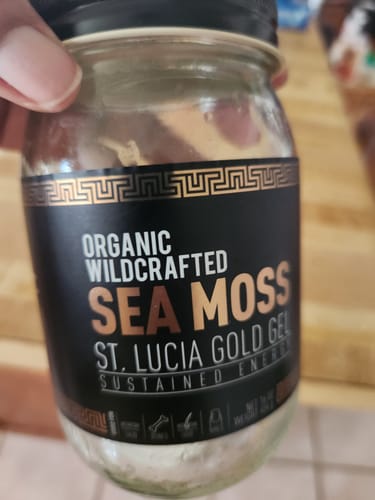 ORGANIC
WILDCRAFTED
SEA MOSS
ST. LUCIA GOLD GEL
SUSTAINED ENERGY